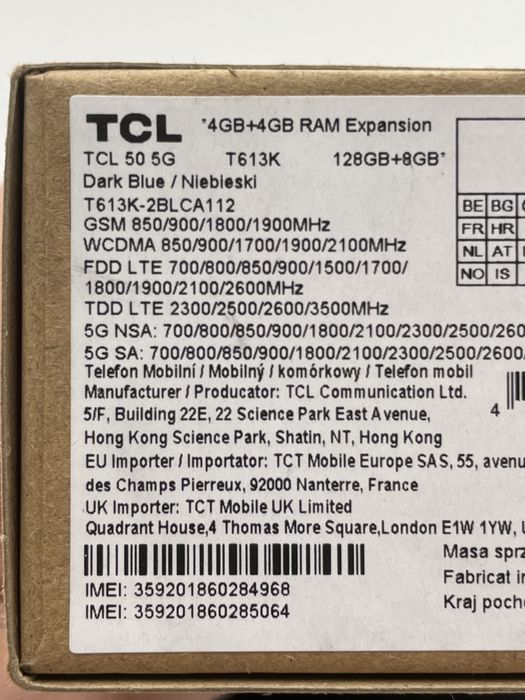 TCL *4GB+4GB RAM Expansion
TCL 50 5G T613K 128GB+8GB*
Dark Blue / Niebieski
T613K-2BLCA112
GSM 850/900/1800/1900MHz
WCDMA 850/900/1700/1900/2100MHz
FDD LTE 700/800/850/900/1500/1700/
1800/1900/2100/2600MHz
TDD LTE 2300/2500/2600/3500MHz
5G NSA: 700/800/850/900/1800/2100/2300/2500/260
5G SA: 700/800/850/900/1800/2100/2300/2500/2600
Telefon Mobilní / Mobilný / komórkowy / Telefon mobil
Manufacturer / Producator: TCL Communication Ltd.
5/F, Building 22E, 22 Science Park East Avenue,
Hong Kong Science Park, Shatin, NT, Hong Kong
EU Importer / Importator: TCT Mobile Europe SAS, 55, avenu
des Champs Pierreux, 92000 Nanterre, France
UK Importer: TCT Mobile UK Limited
Quadrant House,4 Thomas More Square,London E1W 1YW, U
IMEI: 359201860284968
IMEI: 359201860285064
BE BG
FR HR
NL AT
NO IS
4
Masa sprz
Fabricat în
Kraj poch